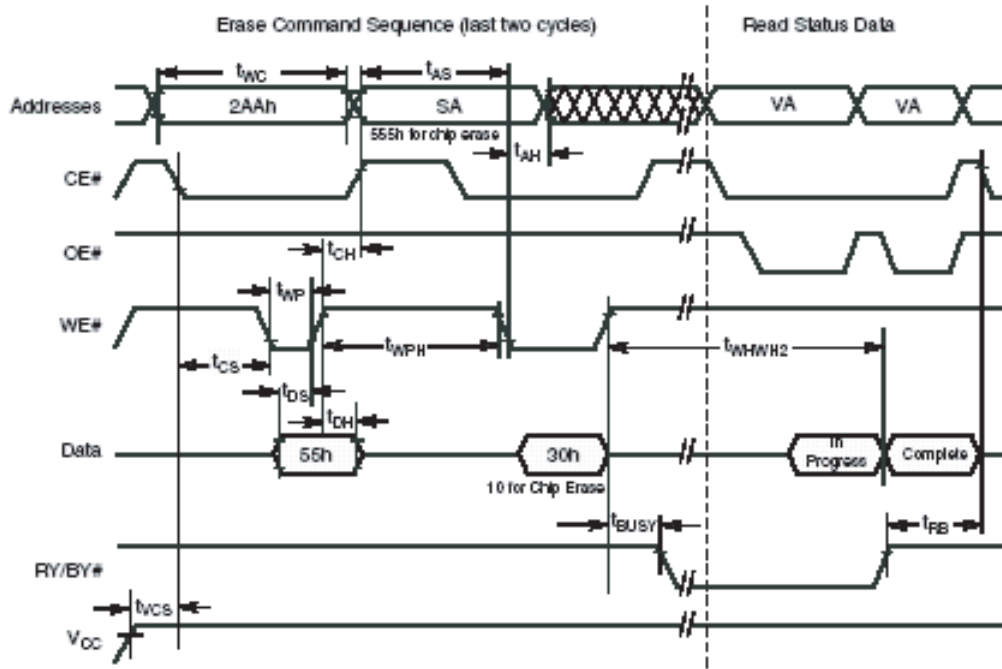 Erase Command Sequence (last two cycles) Read Status Data
tWC tAS
Addresses 2AAh SA VA VA
555h for chip erase
tAH
CE#
OE#
tCH
tWP
WE#
tWPH tWHWH2
tCS
tDS
tDH
Data 55h 30h In Progress Complete
10 for Chip Erase
tBUSY tRB
RY/BY#
tVCS
VCC